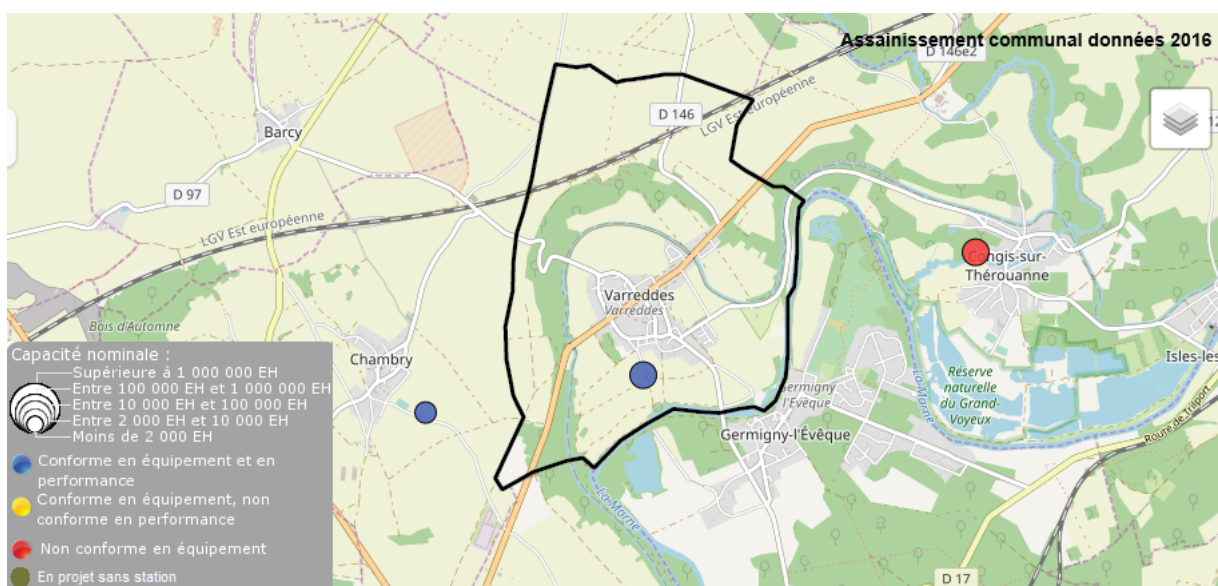 Assainissement communal données 2016
D 146e2
D 146
LGV Est européenne
Barcy
D 97
LGV Est européenne
Congis-sur-
Thérouanne
Varreddes
Varreddes
Bois d'Automne
Chambry
Isles-les
Réserve
naturelle
du Grand-
Voyeux
La Marne
Germigny
l'Évêque
Germigny-l'Évêque
Route de Trilport
La Marne
D 17
Capacité nominale :
Supérieure à 1 000 000 EH
Entre 100 000 EH et 1 000 000 EH
Entre 10 000 EH et 100 000 EH
Entre 2 000 EH et 10 000 EH
Moins de 2 000 EH
Conforme en équipement et en
performance
Conforme en équipement, non
conforme en performance
Non conforme en équipement
En projet sans station